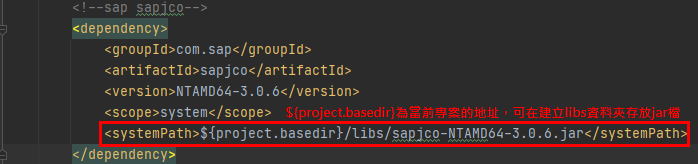 <!--sap sapjco-->
<dependency>
<groupId>com.sap</groupId>
<artifactId>sapjco</artifactId>
<version>NTAMD64-3.0.6</version>
<scope>system</scope> ${project.basedir}為當前專案的地址，可在建立libs資料夾存放jar檔
<systemPath>${project.basedir}/libs/sapjco-NTAMD64-3.0.6.jar</systemPath>
</dependency>